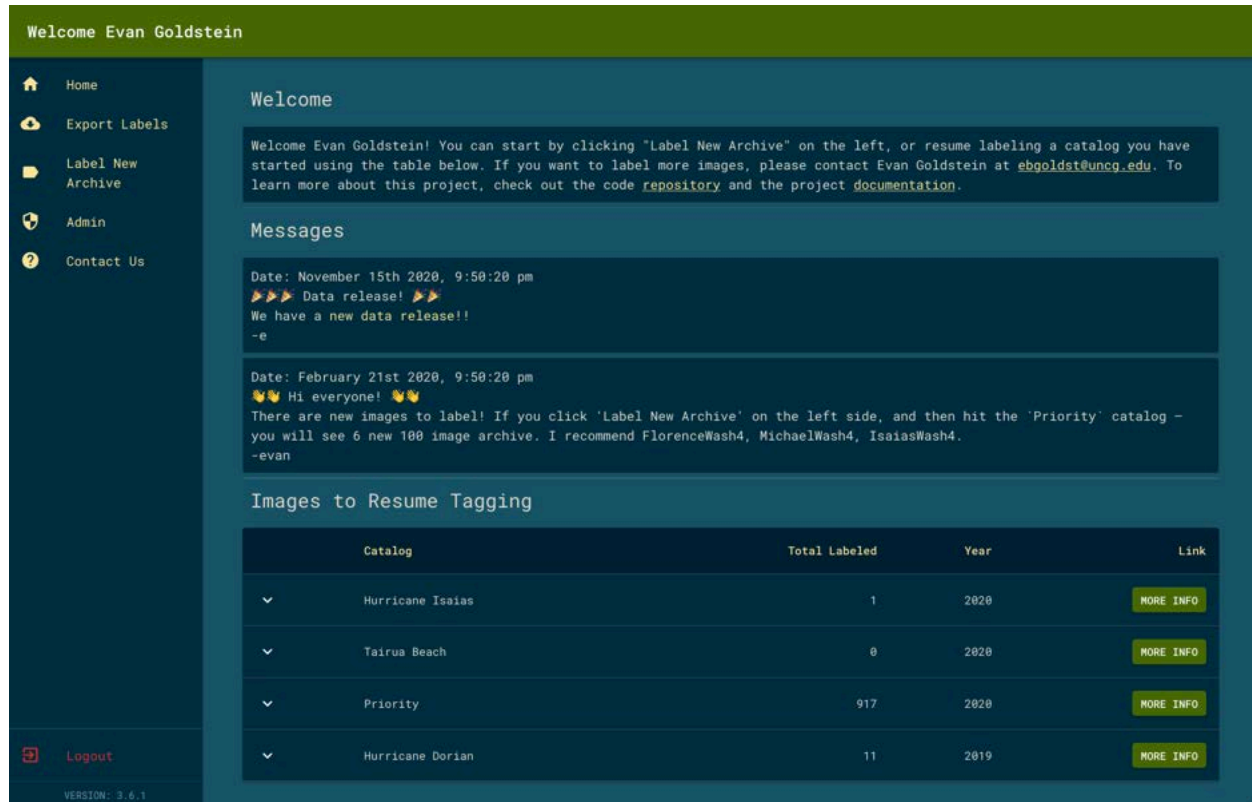 Welcome Evan Goldstein
Home
Export Labels
Label New
Archive
Admin
Contact Us
Logout
VERSION: 3.6.1
Welcome
Welcome Evan Goldstein! You can start by clicking "Label New Archive" on the left, or resume labeling a catalog you have
started using the table below. If you want to label more images, please contact Evan Goldstein at ebgoldst@uncg.edu. To
learn more about this project, check out the code repository and the project documentation.
Messages
Date: November 15th 2020, 9:50:20 pm
🎉🎉🎉 Data release! 🎉🎉
We have a new data release!!
-e
Date: February 21st 2020, 9:50:20 pm
👋👋 Hi everyone! 👋👋
There are new images to label! If you click 'Label New Archive' on the left side, and then hit the `Priority` catalog —
you will see 6 new 100 image archive. I recommend FlorenceWash4, MichaelWash4, IsaiasWash4.
-evan
Images to Resume Tagging
Catalog Total Labeled Year Link
Hurricane Isaias 1 2020 MORE INFO
Tairua Beach 0 2020 MORE INFO
Priority 917 2020 MORE INFO
Hurricane Dorian 11 2019 MORE INFO